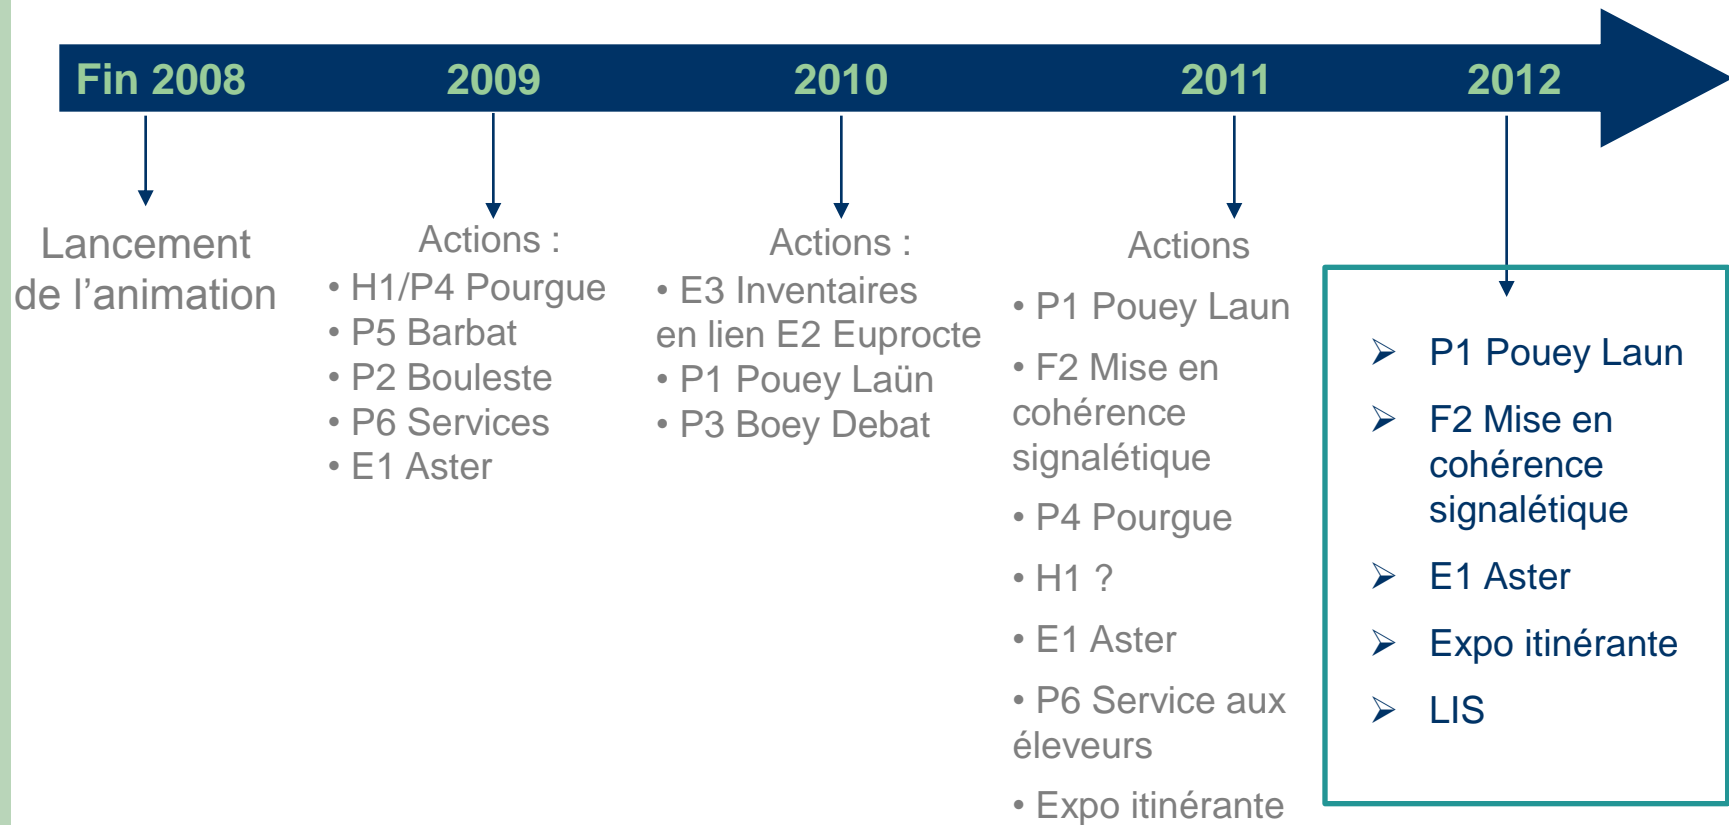 Fin 2008
2009
2010
2011
2012
Lancement
de l’animation
Actions :
• H1/P4 Pourgue
• P5 Barbat
• P2 Bouleste
• P6 Services
• E1 Aster
Actions :
• E3 Inventaires
en lien E2 Euprocte
• P1 Pouey Laün
• P3 Boey Debat
Actions
• P1 Pouey Laun
• F2 Mise en
cohérence
signalétique
• P4 Pourgue
• H1 ?
• E1 Aster
• P6 Service aux
éleveurs
• Expo itinérante
➢ P1 Pouey Laun
➢ F2 Mise en
cohérence
signalétique
➢ E1 Aster
➢ Expo itinérante
➢ LIS